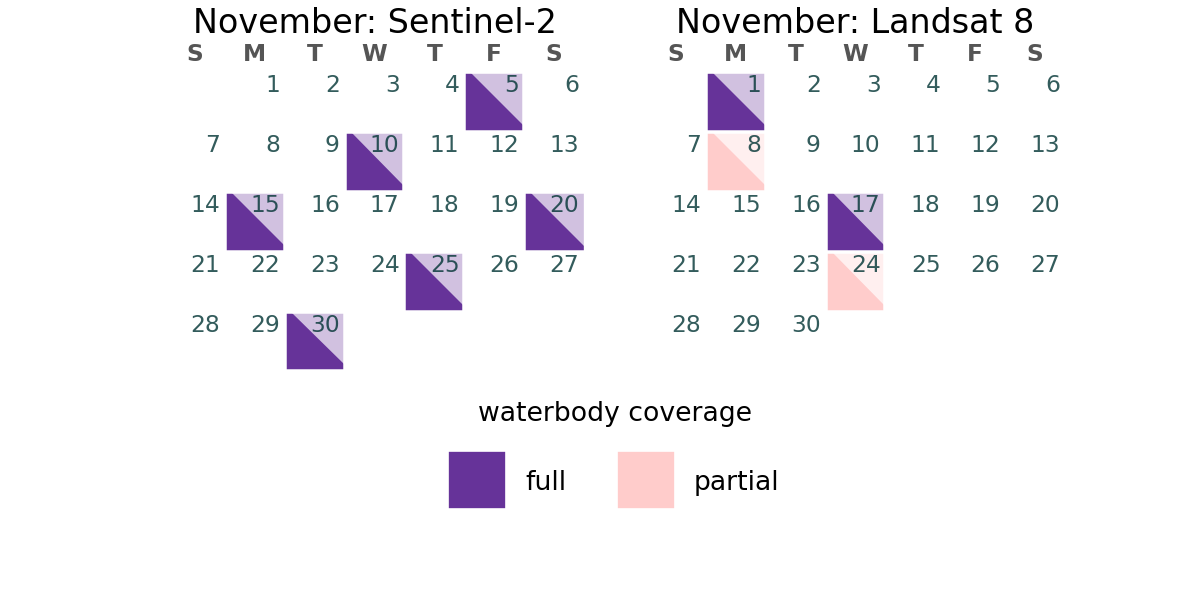 November: Sentinel-2
S M T W T F S
1 2 3 4 5 6
7 8 9 10 11 12 13
14 15 16 17 18 19 20
21 22 23 24 25 26 27
28 29 30
November: Landsat 8
S M T W T F S
1 2 3 4 5 6
7 8 9 10 11 12 13
14 15 16 17 18 19 20
21 22 23 24 25 26 27
28 29 30
waterbody coverage
full
partial